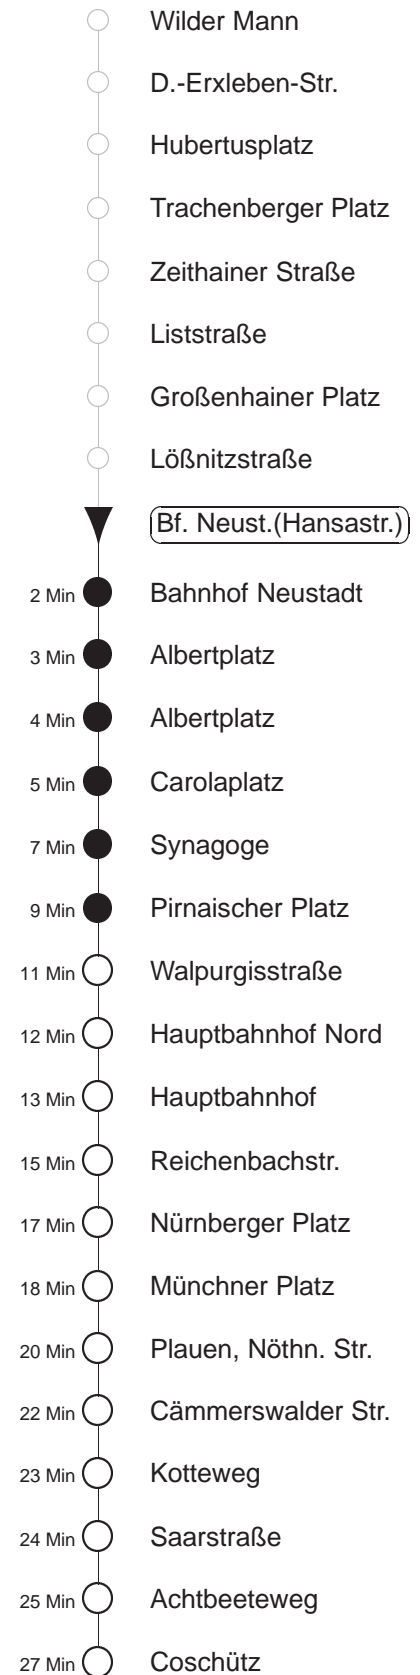 Wilder Mann
D.-Erxleben-Str.
Hubertusplatz
Trachenberger Platz
Zeithainer Straße
Liststraße
Großenhainer Platz
Lößnitzstraße
Bf. Neust.(Hansastr.)
2 Min Bahnhof Neustadt
3 Min Albertplatz
4 Min Albertplatz
5 Min Carolaplatz
7 Min Synagoge
9 Min Pirnaischer Platz
11 Min Walpurgisstraße
12 Min Hauptbahnhof Nord
13 Min Hauptbahnhof
15 Min Reichenbachstr.
17 Min Nürnberger Platz
18 Min Münchner Platz
20 Min Plauen, Nöthn. Str.
22 Min Cämmerswalder Str.
23 Min Kotteweg
24 Min Saarstraße
25 Min Achtbeeteweg
27 Min Coschütz